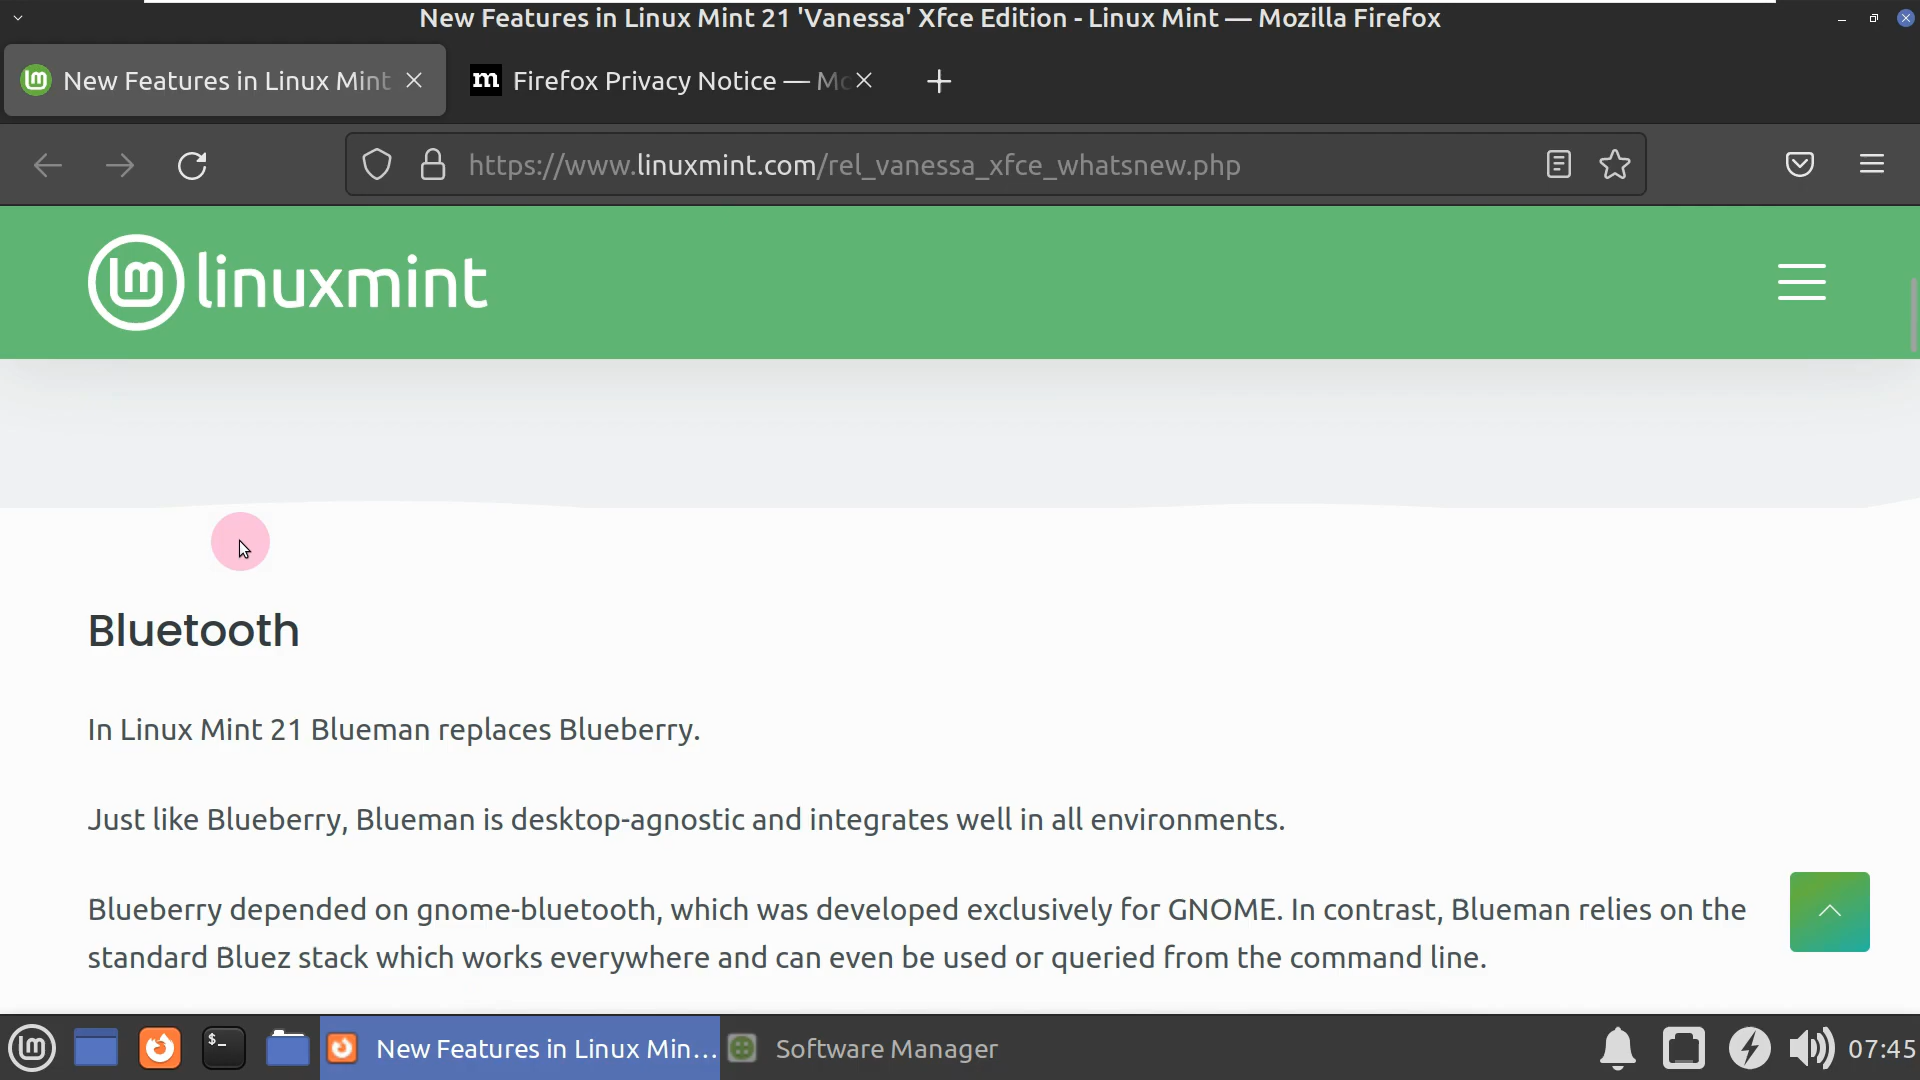 New Features in Linux Mint 21 'Vanessa' Xfce Edition - Linux Mint — Mozilla Firefox
New Features in Linux Mint
m Firefox Privacy Notice — Mo
https://www.linuxmint.com/rel_vanessa_xfce_whatsnew.php
lm linuxmint
Bluetooth
In Linux Mint 21 Blueman replaces Blueberry.
Just like Blueberry, Blueman is desktop-agnostic and integrates well in all environments.
Blueberry depended on gnome-bluetooth, which was developed exclusively for GNOME. In contrast, Blueman relies on the
standard Bluez stack which works everywhere and can even be used or queried from the command line.
$_
New Features in Linux Min...
Software Manager
07:45